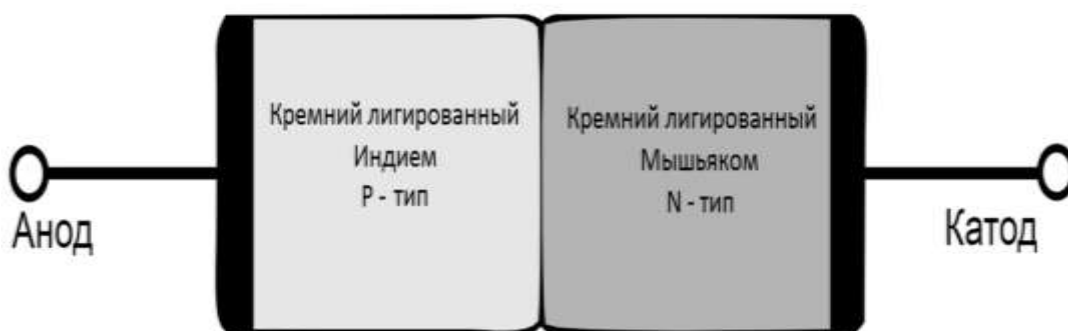 Кремний лигированный
Индием
P - тип
Кремний лигированный
Мышьяком
N - тип
Анод
Катод